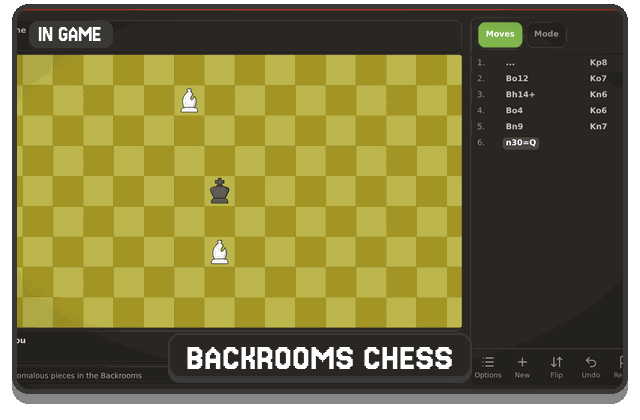 IN GAME
Moves Mode
1. ... Kp8
2. Bo12 Ko7
3. Bh14+ Kn6
4. Bo4 Ko6
5. Bn9 Kn7
6. n30=Q
BACKROOMS CHESS
omalous pieces in the Backrooms
Options New Flip Undo